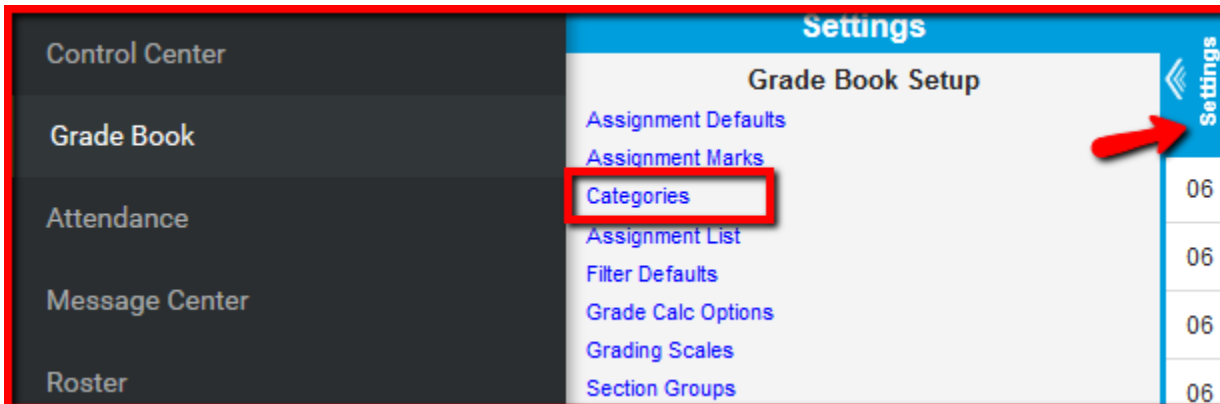 Control Center
Grade Book
Attendance
Message Center
Roster
Settings
Grade Book Setup
Assignment Defaults
Assignment Marks
Categories
Assignment List
Filter Defaults
Grade Calc Options
Grading Scales
Section Groups
Settings
06
06
06
06